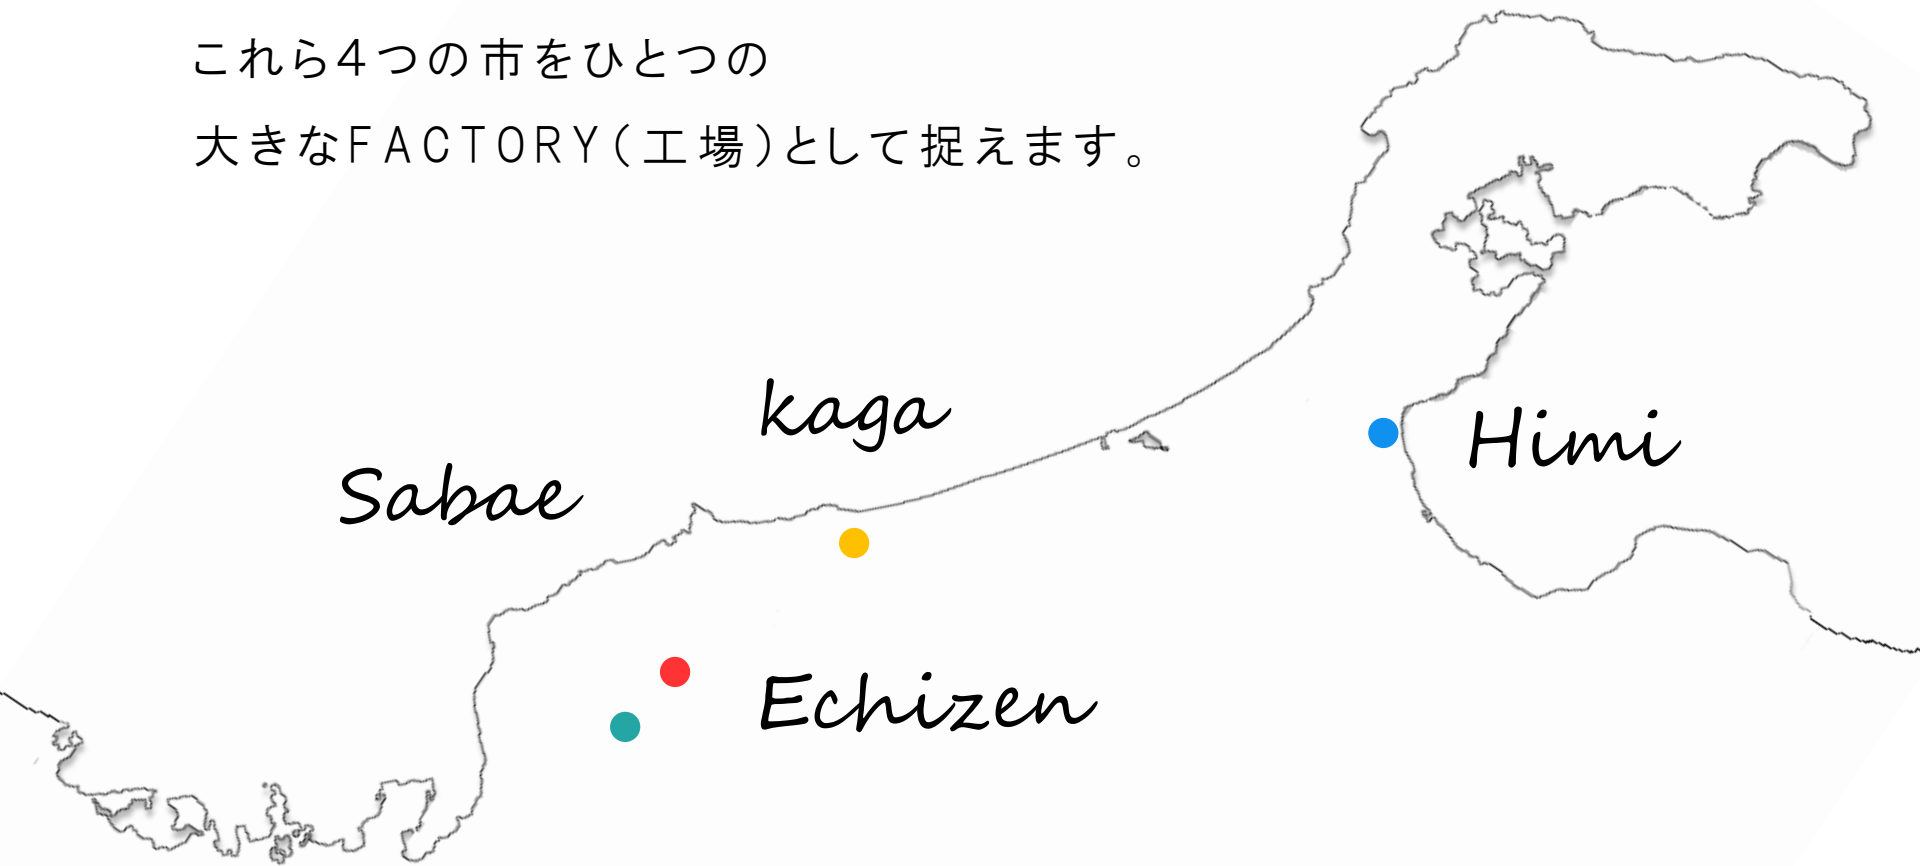 これら4つの市をひとつの
大きなFACTORY(工場)として捉えます。
kaga
Himi
Sabae
Echizen